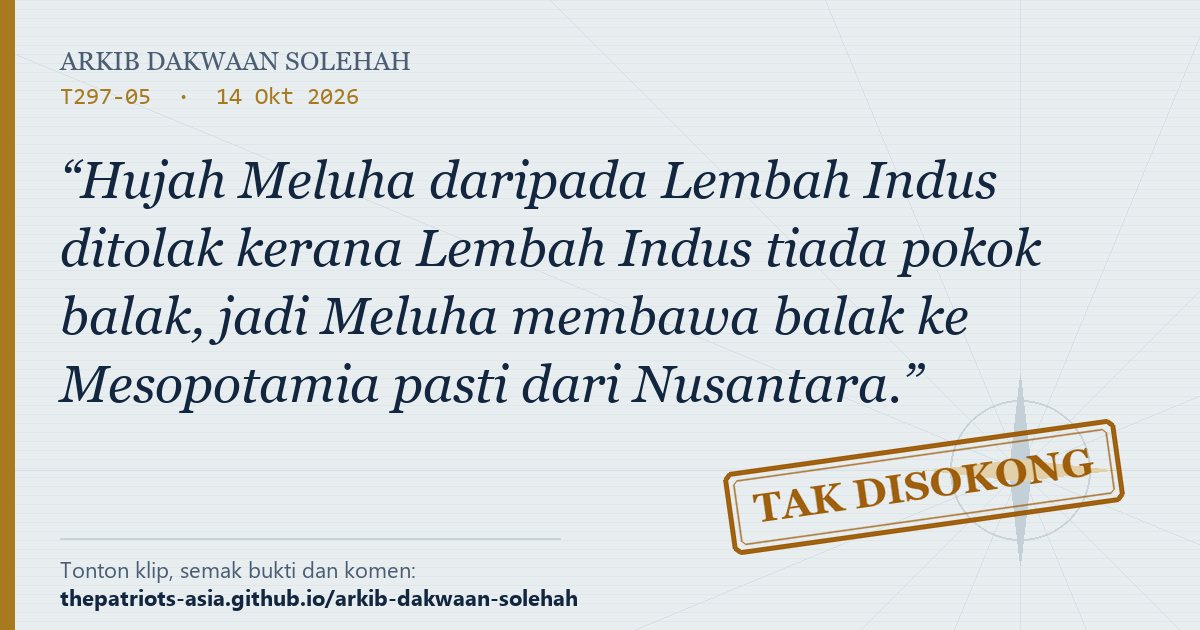 ARKIB DAKWAAN SOLEHAH
T297-05 · 14 Okt 2026
“Hujah Meluha daripada Lembah Indus
ditolak kerana Lembah Indus tiada pokok
balak, jadi Meluha membawa balak ke
Mesopotamia pasti dari Nusantara.”
TAK DISOKONG
Tonton klip, semak bukti dan komen:
thepatriots-asia.github.io/arkib-dakwaan-solehah